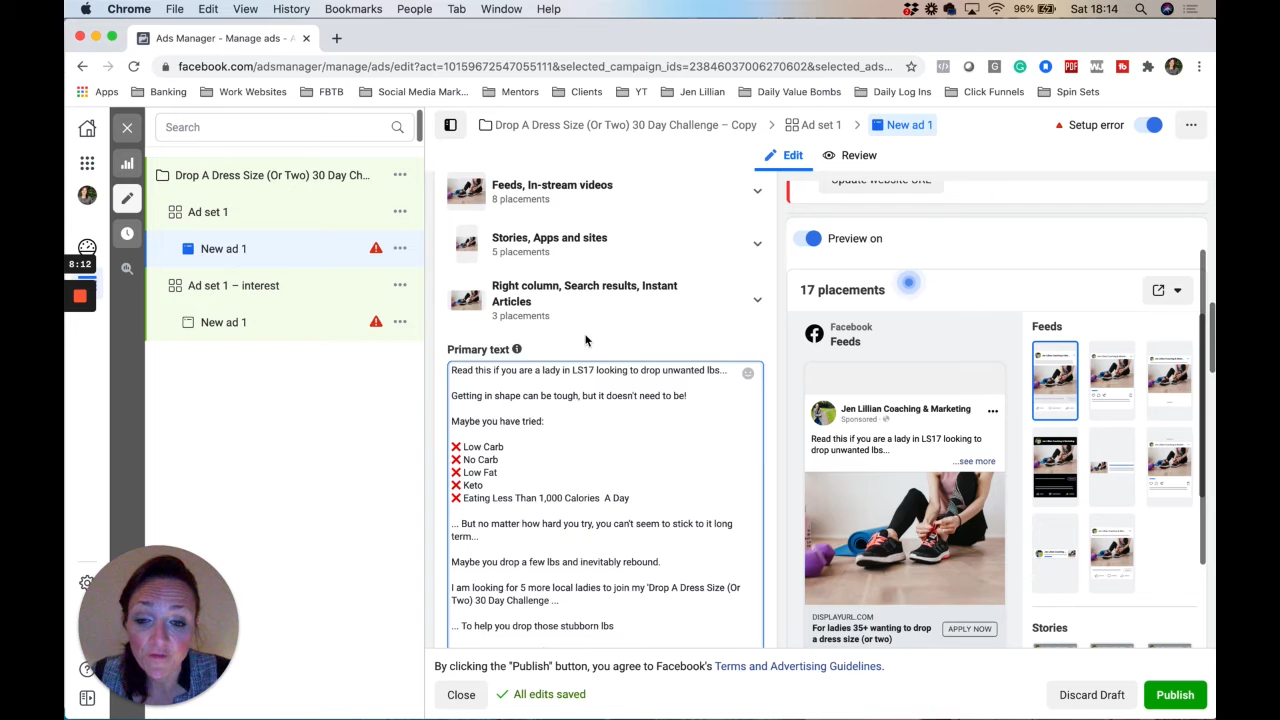 Chrome File Edit View History Bookmarks People Tab Window Help
96% Sat 18:14
Ads Manager - Manage ads - A
facebook.com/adsmanager/manage/ads/edit?act=10159672547055111&selected_campaign_ids=23846037006270602&selected_ads...
Apps Banking Work Websites FBTB Social Media Mark... Mentors Clients YT Jen Lillian Daily Value Bombs Daily Log Ins Click Funnels Spin Sets
Search
Drop A Dress Size (Or Two) 30 Day Challenge – Copy > Ad set 1 > New ad 1
Setup error
Edit Review
Drop A Dress Size (Or Two) 30 Day Ch...
Ad set 1
New ad 1
Ad set 1 – interest
New ad 1
8:12
Feeds, In-stream videos
8 placements
Stories, Apps and sites
5 placements
Right column, Search results, Instant
Articles
3 placements
Primary text
Read this if you are a lady in LS17 looking to drop unwanted lbs...
Getting in shape can be tough, but it doesn't need to be!
Maybe you have tried:
❌ Low Carb
❌ No Carb
❌ Low Fat
❌ Keto
❌ Eating Less Than 1,000 Calories  A Day
... But no matter how hard you try, you can't seem to stick to it long
term...
Maybe you drop a few lbs and inevitably rebound.
I am looking for 5 more local ladies to join my 'Drop A Dress Size (Or
Two) 30 Day Challenge ...
... To help you drop those stubborn lbs
Update website URL
Preview on
17 placements
Facebook
Feeds
Jen Lillian Coaching & Marketing
Sponsored ·
Read this if you are a lady in LS17 looking to
drop unwanted lbs...
...see more
DISPLAYURL.COM
For ladies 35+ wanting to drop
a dress size (or two)
APPLY NOW
Feeds
Stories
By clicking the "Publish" button, you agree to Facebook's Terms and Advertising Guidelines.
Close All edits saved Discard Draft Publish